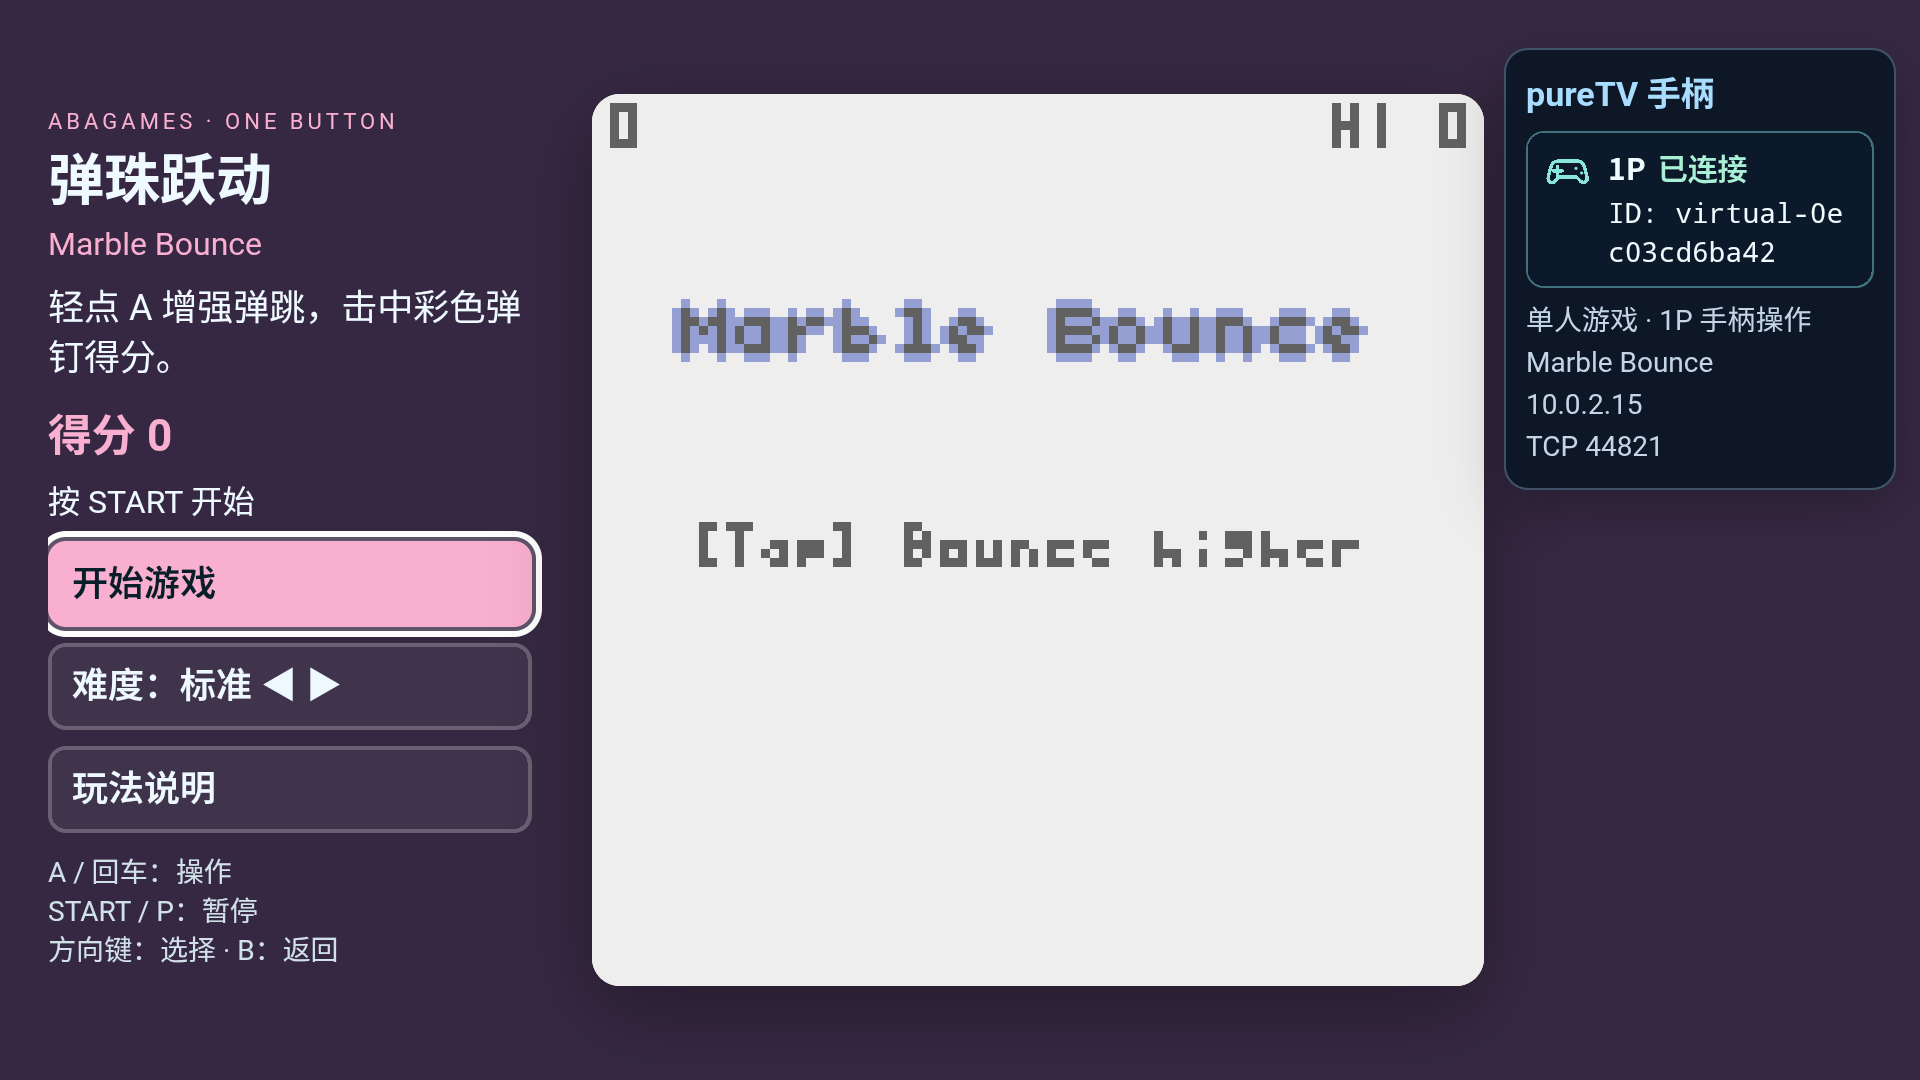 ABAGAMES · ONE BUTTON
弹珠跃动
Marble Bounce
轻点 A 增强弹跳，击中彩色弹
钉得分。
得分 0
按 START 开始
开始游戏
难度：标准 ◀ ▶
玩法说明
A / 回车：操作
START / P：暂停
方向键：选择 · B：返回
0
HI 0
Marble Bounce
[Tap] Bounce higher
pureTV 手柄
1P 已连接
ID: virtual-0e
c03cd6ba42
单人游戏 · 1P 手柄操作
Marble Bounce
10.0.2.15
TCP 44821